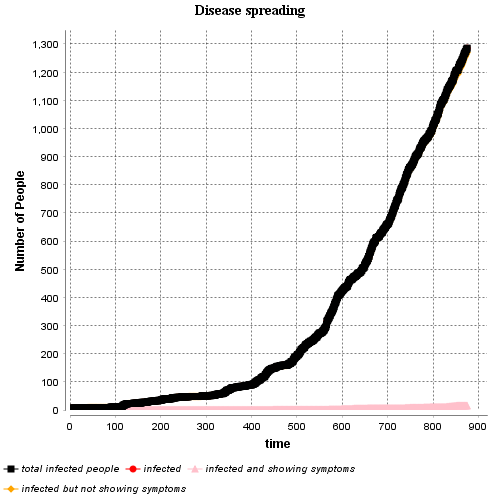 Disease spreading
1,300
1,200
1,100
1,000
900
800
700
600
500
400
300
200
100
0
Number of People
0 100 200 300 400 500 600 700 800 900
time
total infected people infected infected and showing symptoms
infected but not showing symptoms